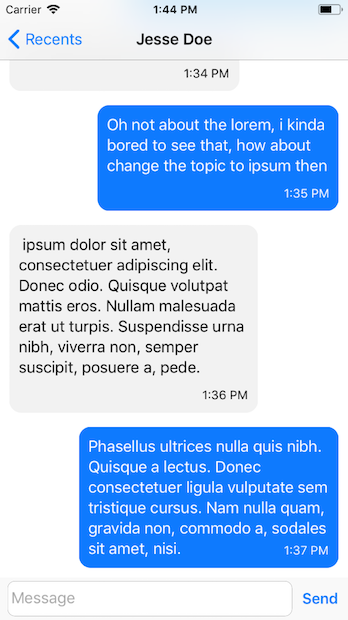 Carrier 1:44 PM
Recents Jesse Doe
1:34 PM
Oh not about the lorem, i kinda
bored to see that, how about
change the topic to ipsum then
1:35 PM
ipsum dolor sit amet,
consectetuer adipiscing elit.
Donec odio. Quisque volutpat
mattis eros. Nullam malesuada
erat ut turpis. Suspendisse urna
nibh, viverra non, semper
suscipit, posuere a, pede.
1:36 PM
Phasellus ultrices nulla quis nibh.
Quisque a lectus. Donec
consectetuer ligula vulputate sem
tristique cursus. Nam nulla quam,
gravida non, commodo a, sodales
sit amet, nisi. 1:37 PM
Message Send